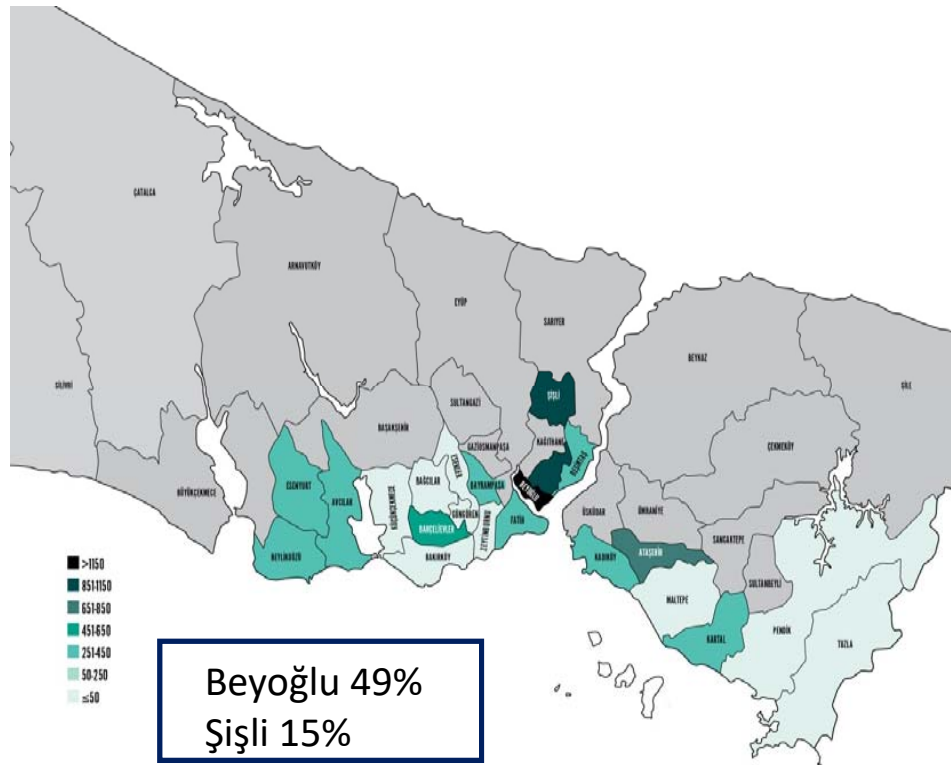 ÇATALCA
ARNAVUTKÖY
EYÜP
SARIYER
BEYKOZ
ŞİLE
SİLİVRİ
ŞİŞLİ
SULTANGAZİ
BAŞAKŞEHİR
KAĞITHANE
GAZİOSMANPAŞA
ÇEKMEKÖY
BEŞİKTAŞ
ESENLER
BÜYÜKÇEKMECE
ESENYURT
AVCILAR
KÜÇÜKÇEKMECE
BAĞCILAR
BAYRAMPAŞA
BEYOĞLU
GÜNGÖREN
ÜSKÜDAR
ÜMRANİYE
BAHÇELİEVLER
ZEYTİNBURNU
FATİH
SANCAKTEPE
BAKIRKÖY
KADIKÖY
ATAŞEHİR
BEYLİKDÜZÜ
SULTANBEYLİ
MALTEPE
KARTAL
PENDİK
TUZLA
>1150
851-1150
651-850
451-650
251-450
50-250
≤50
Beyoğlu 49%
Şişli 15%